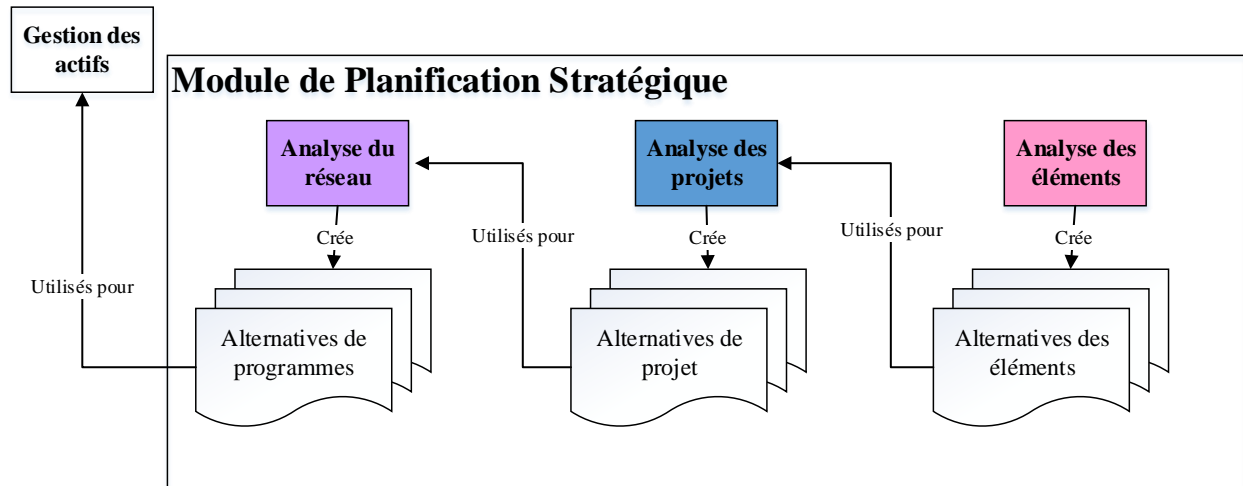 Gestion des
actifs
Module de Planification Stratégique
Analyse du
réseau
Analyse des
projets
Analyse des
éléments
Crée
Utilisés pour
Crée
Utilisés pour
Crée
Utilisés pour
Alternatives de
programmes
Alternatives de
projet
Alternatives des
éléments